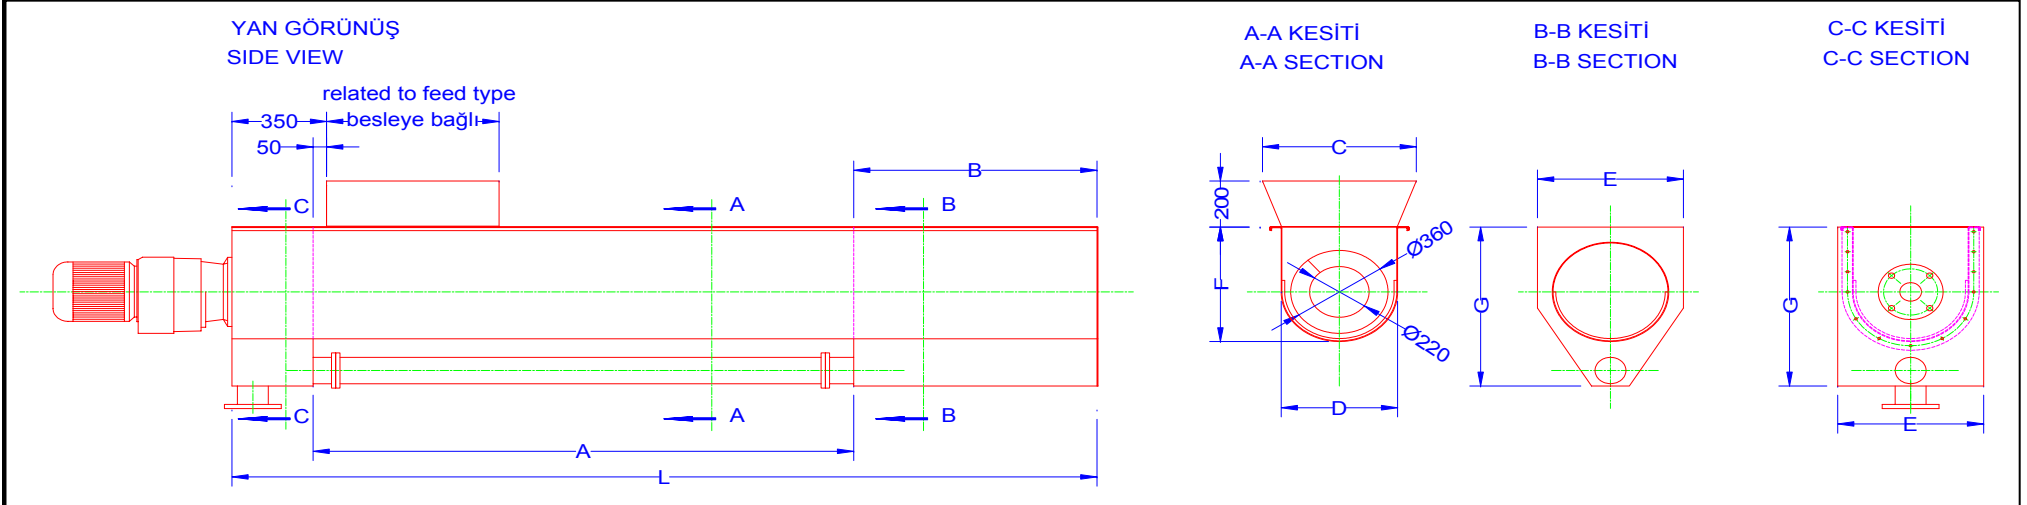 YAN GÖRÜNÜŞ
SIDE VIEW
related to feed type
350
besleye bağlı
50
B
C
A
B
C
A
B
A
L
A-A KESİTİ
A-A SECTION
C
200
F
Ø360
Ø220
D
B-B KESİTİ
B-B SECTION
E
G
C-C KESİTİ
C-C SECTION
G
E